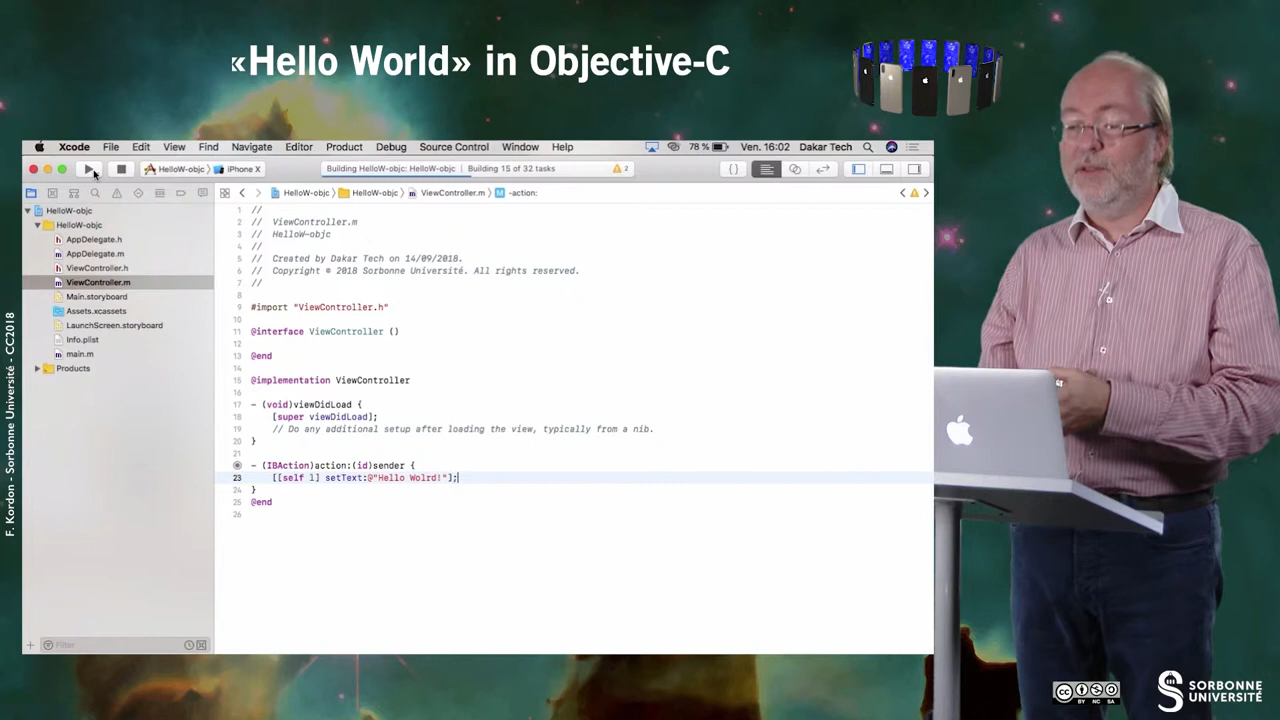 «Hello World» in Objective-C
Xcode File Edit View Find Navigate Editor Product Debug Source Control Window Help 78 % Ven. 16:02 Dakar Tech
HelloW-objc iPhone X Building HelloW-objc: HelloW-objc Building 15 of 32 tasks 2
HelloW-objc HelloW-objc ViewController.m M -action:
HelloW-objc
HelloW-objc
h AppDelegate.h
m AppDelegate.m
h ViewController.h
m ViewController.m
Main.storyboard
Assets.xcassets
LaunchScreen.storyboard
Info.plist
m main.m
Products
Filter
1 //
2 // ViewController.m
3 // HelloW-objc
4 //
5 // Created by Dakar Tech on 14/09/2018.
6 // Copyright © 2018 Sorbonne Université. All rights reserved.
7 //
8
9 #import "ViewController.h"
10
11 @interface ViewController ()
12
13 @end
14
15 @implementation ViewController
16
17 - (void)viewDidLoad {
18 [super viewDidLoad];
19 // Do any additional setup after loading the view, typically from a nib.
20 }
21
- (IBAction)action:(id)sender {
23 [[self l] setText:@"Hello Wolrd!"];
24 }
25 @end
26
F. Kordon - Sorbonne Université - CC2018
cc BY NC SA
SORBONNE
UNIVERSITÉ